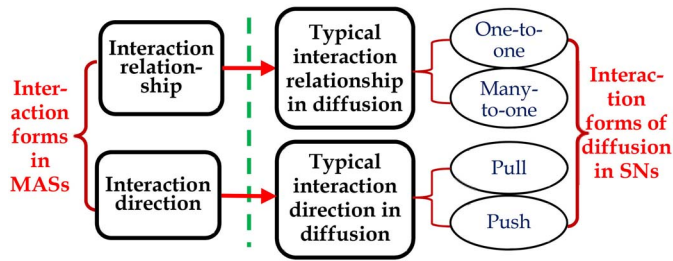 Inter-
action
forms
in
MASs
Interaction
relation-
ship
Interaction
direction
Typical
interaction
relationship
in diffusion
Typical
interaction
direction in
diffusion
One-to-
one
Many-
to-one
Pull
Push
Interac-
tion
forms of
diffusion
in SNs